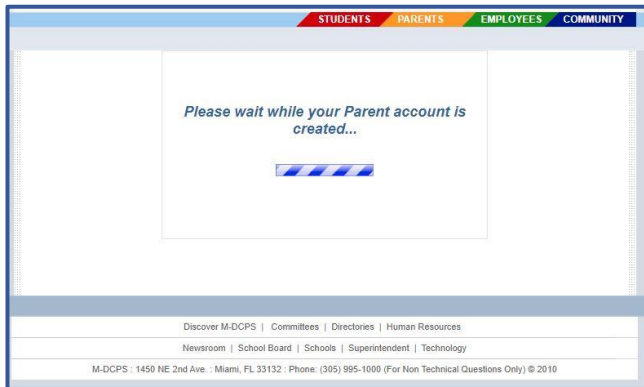 STUDENTS PARENTS EMPLOYEES COMMUNITY
Please wait while your Parent account is
created...
Discover M-DCPS | Committees | Directories | Human Resources
Newsroom | School Board | Schools | Superintendent | Technology
M-DCPS : 1450 NE 2nd Ave. : Miami, FL 33132 : Phone: (305) 995-1000 (For Non Technical Questions Only) © 2010